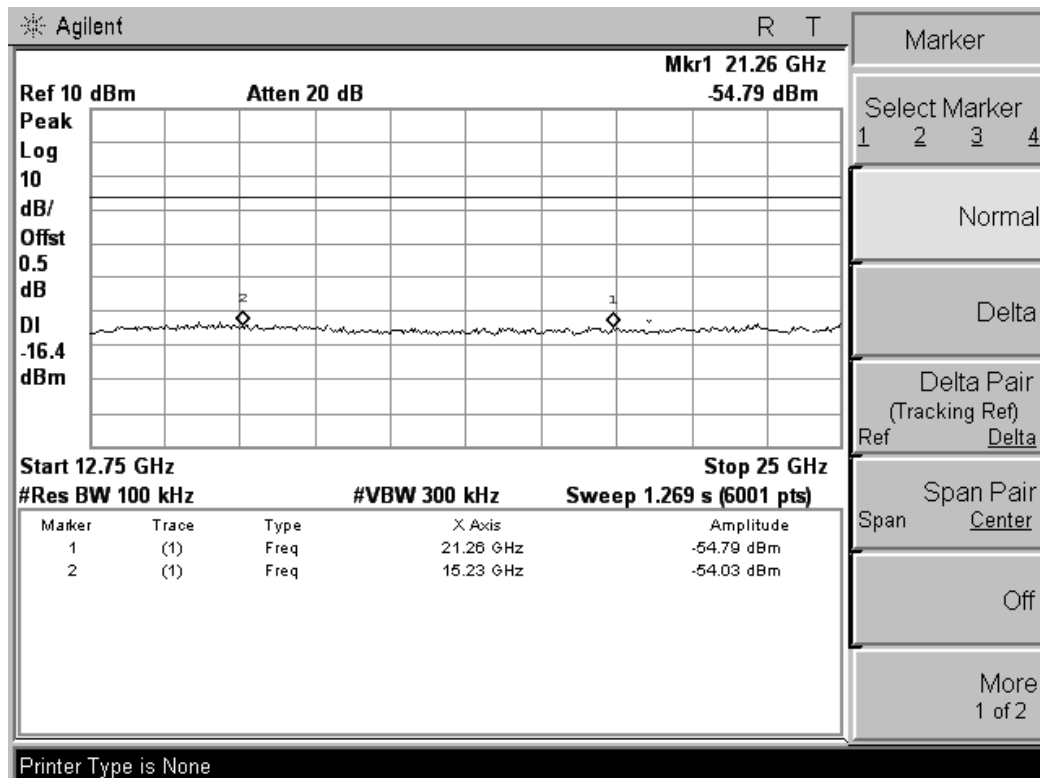 Agilent R T
Mkr1 21.26 GHz
Ref 10 dBm Atten 20 dB -54.79 dBm
Peak
Log
10
dB/
Offst
0.5
dB
DI
-16.4
dBm
2
1
Start 12.75 GHz Stop 25 GHz
#Res BW 100 kHz #VBW 300 kHz Sweep 1.269 s (6001 pts)
Marker Trace Type X Axis Amplitude
1 (1) Freq 21.26 GHz -54.79 dBm
2 (1) Freq 15.23 GHz -54.03 dBm
Marker
Select Marker
1 2 3 4
Normal
Delta
Delta Pair
(Tracking Ref)
Ref Delta
Span Pair
Span Center
Off
More
1 of 2
Printer Type is None